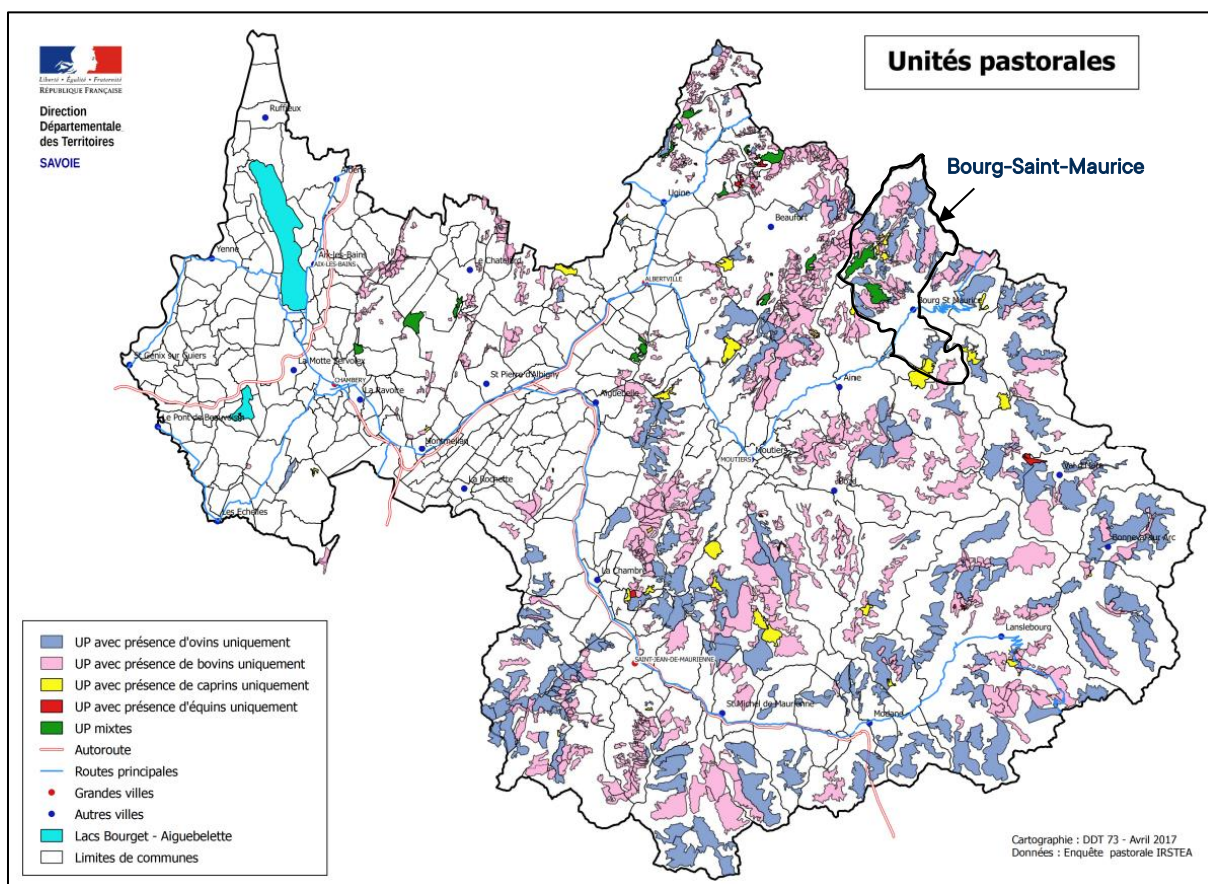 Unités pastorales
Liberté • Égalité • Fraternité
RÉPUBLIQUE FRANÇAISE
Direction
Départementale
des Territoires
SAVOIE
Bourg-Saint-Maurice
Ruffieux
Ugine
Beaufort
Yenne
Aix-les-Bains
AIX-LES-BAINS
Le Chatelard
ALBERTVILLE
Bourg St Maurice
St Genix sur Guiers
La Motte Servolex
CHAMBERY
La Ravoire
St Pierre d'Albigny
Aime
Aiguebelle
Le Pont de Beauvoisin
Montmelian
MOUTIERS
Moutiers
La Rochette
Val d'Isere
Les Echelles
Bonneval sur Arc
La Chambre
Lanslebourg
SAINT-JEAN-DE-MAURIENNE
St Michel de Maurienne
Modane
UP avec présence d'ovins uniquement
UP avec présence de bovins uniquement
UP avec présence de caprins uniquement
UP avec présence d'équins uniquement
UP mixtes
Autoroute
Routes principales
Grandes villes
Autres villes
Lacs Bourget - Aiguebelette
Limites de communes
Cartographie : DDT 73 - Avril 2017
Données : Enquête pastorale IRSTEA